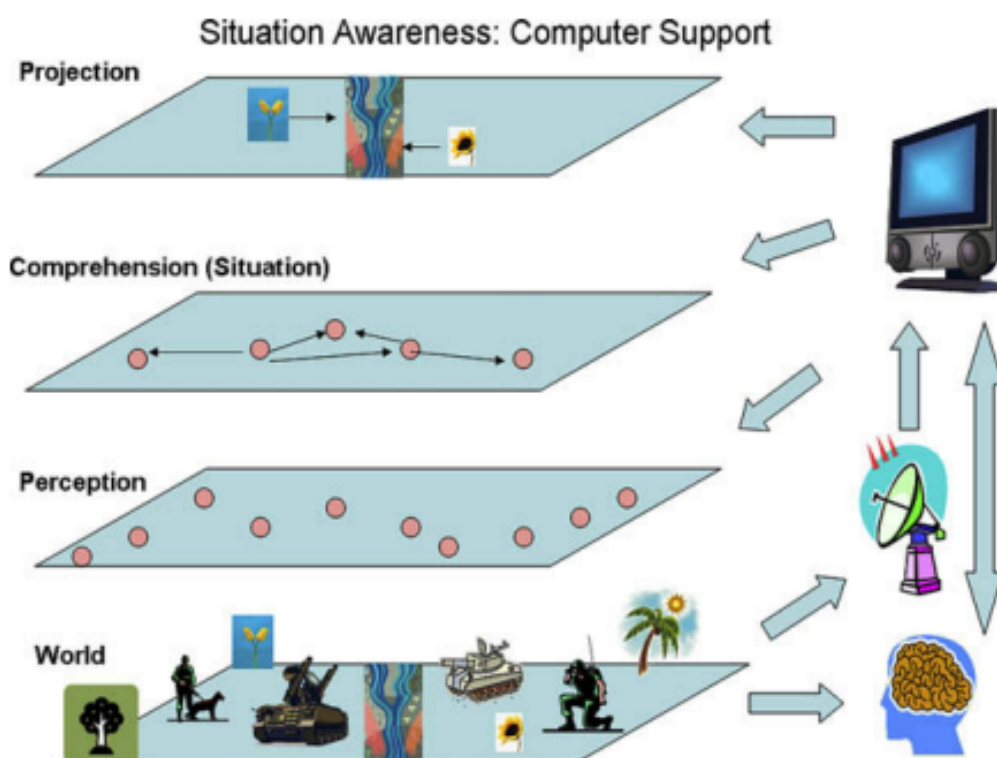 Situation Awareness: Computer Support
Projection
Comprehension (Situation)
Perception
World